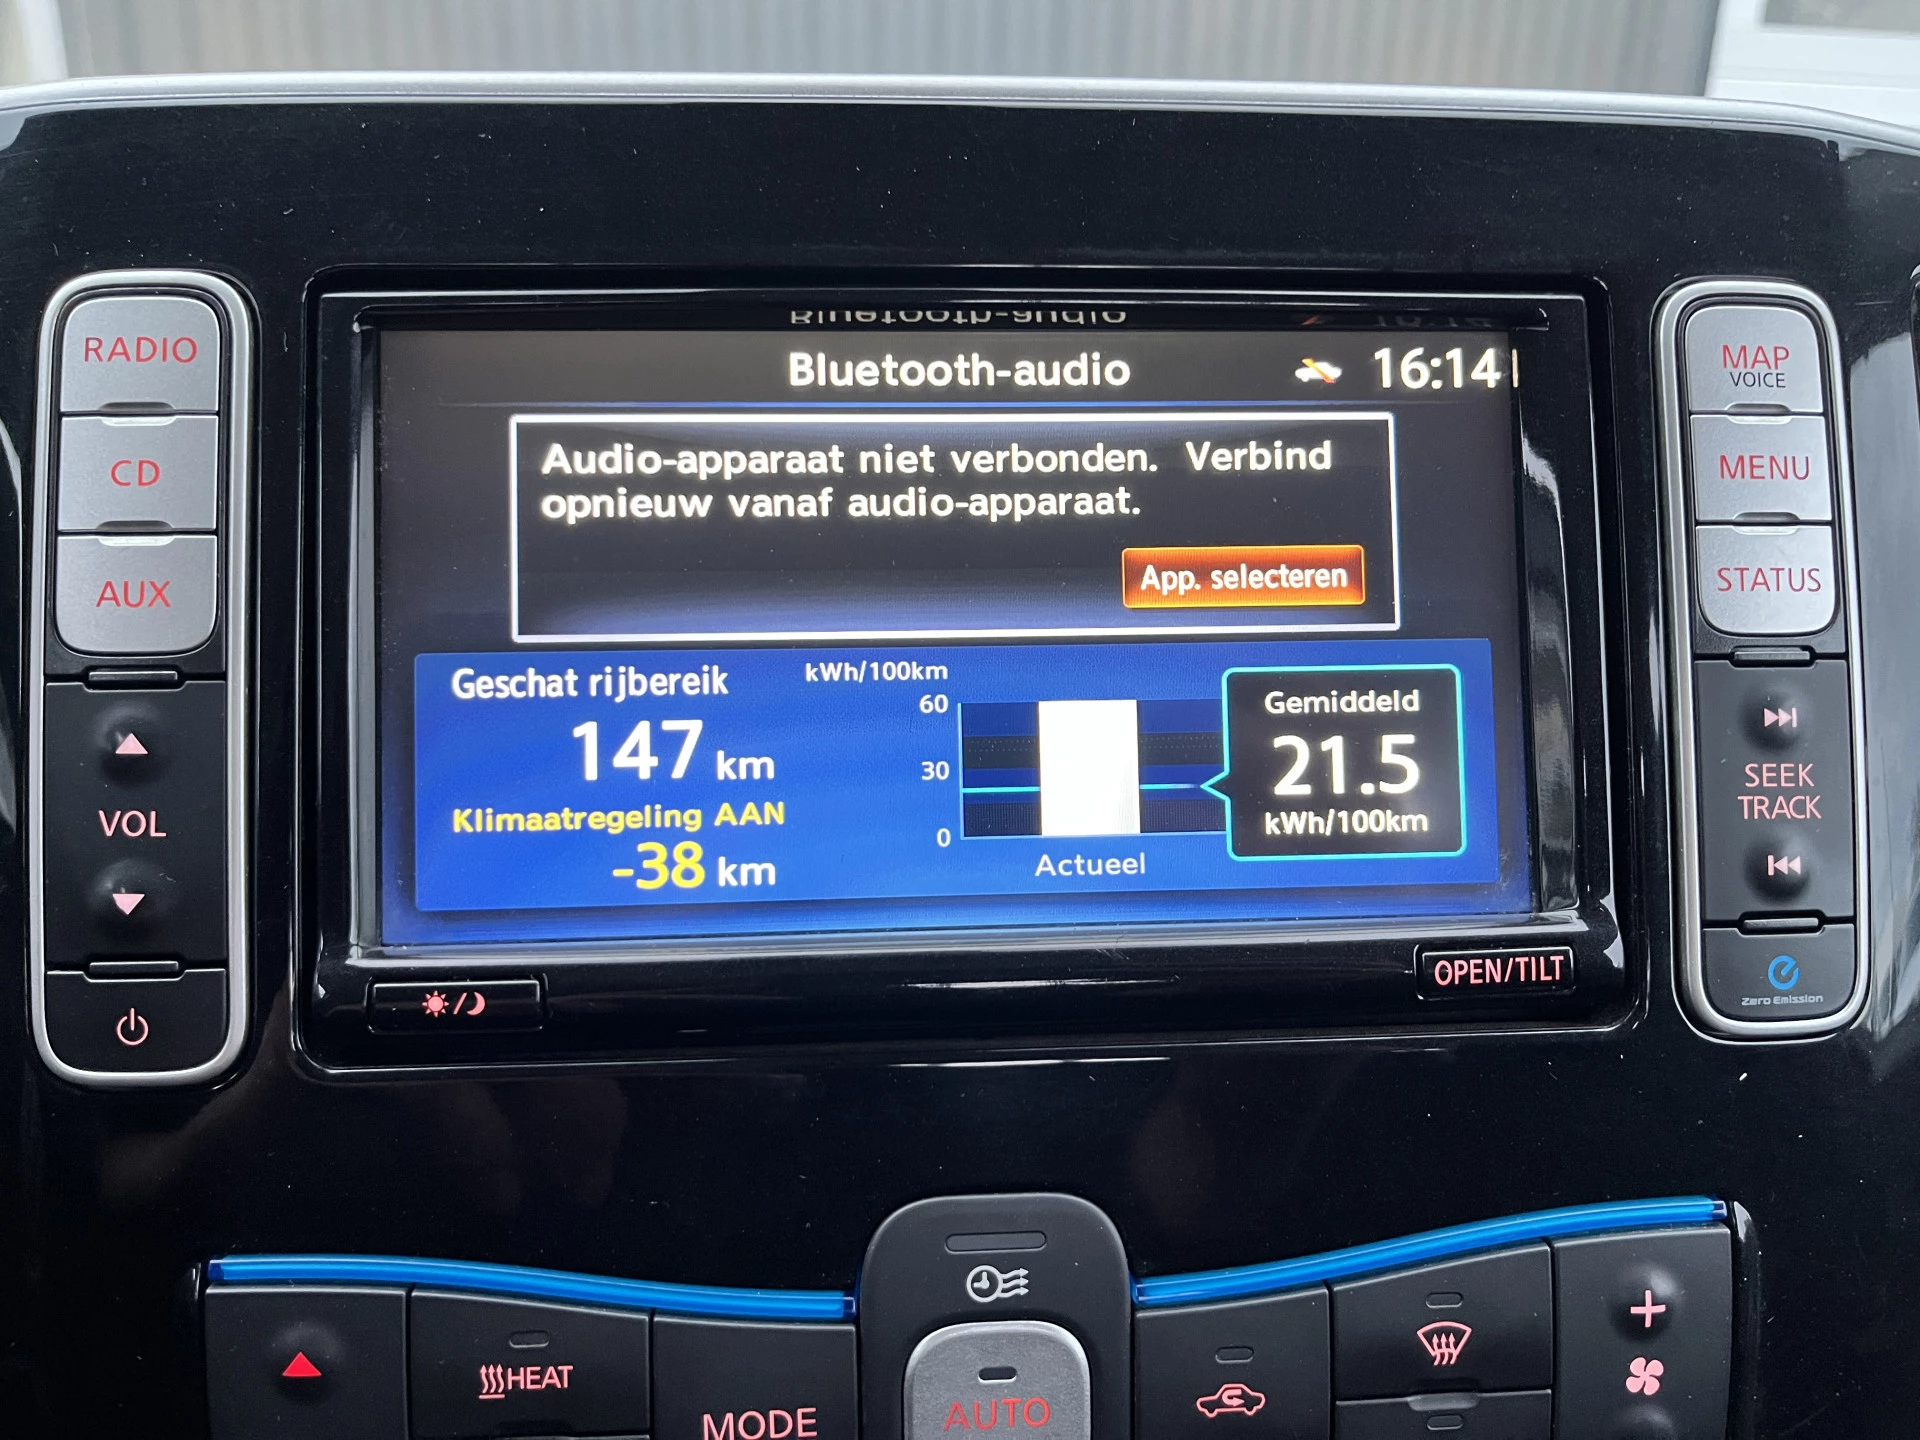 Bluetooth-audio
16:14
Audio-apparaat niet verbonden. Verbind
opnieuw vanaf audio-apparaat.
App. selecteren
Geschat rijbereik
147 km
Klimaatregeling AAN
-38 km
kWh/100km
60
30
0
Actueel
Gemiddeld
21.5
kWh/100km
RADIO
CD
AUX
VOL
MAP
VOICE
MENU
STATUS
SEEK
TRACK
Zero Emission
OPEN/TILT
HEAT
MODE
AUTO